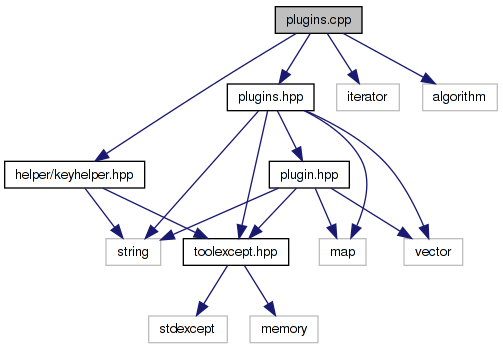 plugins.cpp
plugins.hpp
iterator
algorithm
helper/keyhelper.hpp
plugin.hpp
string
toolexcept.hpp
map
vector
stdexcept
memory